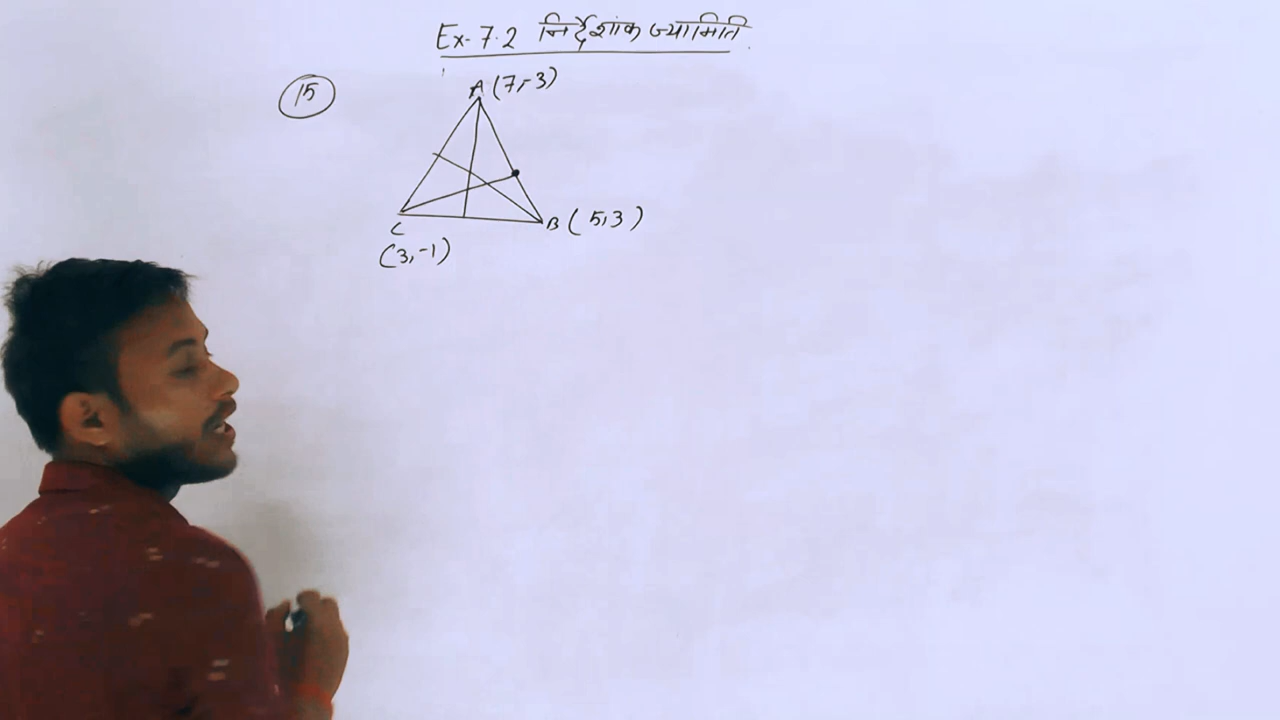 Ex- 7.2 निर्देशांक ज्यामिति
15
A (7,-3)
B (5,3)
C
(3,-1)